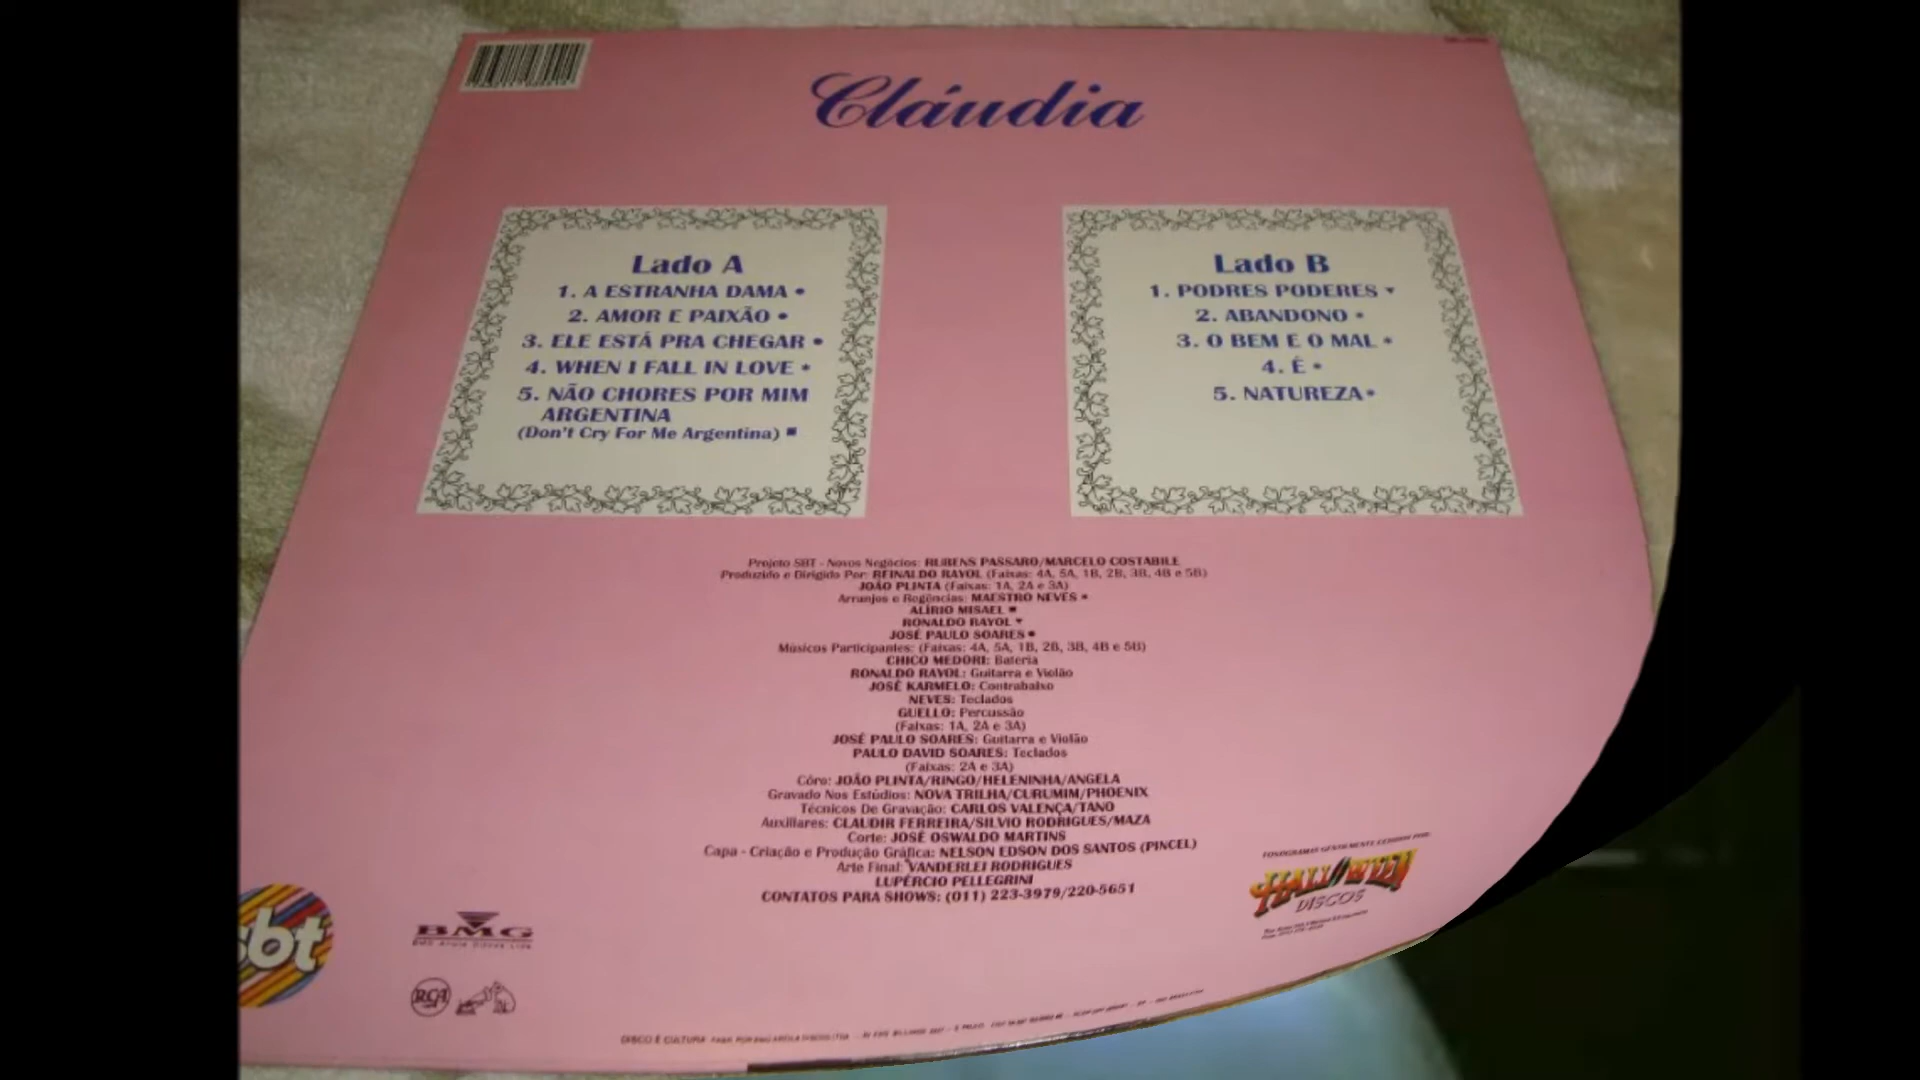 Cláudia
Lado A
1. A ESTRANHA DAMA •
2. AMOR E PAIXÃO •
3. ELE ESTÁ PRA CHEGAR •
4. WHEN I FALL IN LOVE •
5. NÃO CHORES POR MIM
ARGENTINA
(Don't Cry For Me Argentina) ■
Lado B
1. PODRES PODERES ▾
2. ABANDONO •
3. O BEM E O MAL •
4. É •
5. NATUREZA •
Projeto SBT - Novos Negócios: RUBENS PASSARO/MARCELO COSTABILE
Produzido e Dirigido Por: REINALDO RAYOL (Faixas: 4A, 5A, 1B, 2B, 3B, 4B e 5B)
JOÃO PLINTA (Faixas: 1A, 2A e 3A)
Arranjos e Regências: MAESTRO NEVES •
ALÍRIO MISAEL ■
RONALDO RAYOL ▾
JOSÉ PAULO SOARES •
Músicos Participantes: (Faixas: 4A, 5A, 1B, 2B, 3B, 4B e 5B)
CHICO MEDORI: Bateria
RONALDO RAYOL: Guitarra e Violão
JOSÉ KARMELO: Contrabaixo
NEVES: Teclados
GUELLO: Percussão
(Faixas: 1A, 2A e 3A)
JOSÉ PAULO SOARES: Guitarra e Violão
PAULO DAVID SOARES: Teclados
(Faixas: 2A e 3A)
Côro: JOÃO PLINTA/RINGO/HELENINHA/ANGELA
Gravado Nos Estúdios: NOVA TRILHA/CURUMIM/PHOENIX
Técnicos De Gravação: CARLOS VALENÇA/TANO
Auxiliares: CLAUDIR FERREIRA/SILVIO RODRIGUES/MAZA
Corte: JOSÉ OSWALDO MARTINS
Capa - Criação e Produção Gráfica: NELSON EDSON DOS SANTOS (PINCEL)
Arte Final: VANDERLEI RODRIGUES
LUPÉRCIO PELLEGRINI
CONTATOS PARA SHOWS: (011) 223-3979/220-5651
FONOGRAMAS GENTILMENTE CEDIDOS POR:
HALLOWEEN
DISCOS
sbt
BMG
BMG Ariola Discos Ltda.
RCA
DISCO É CULTURA